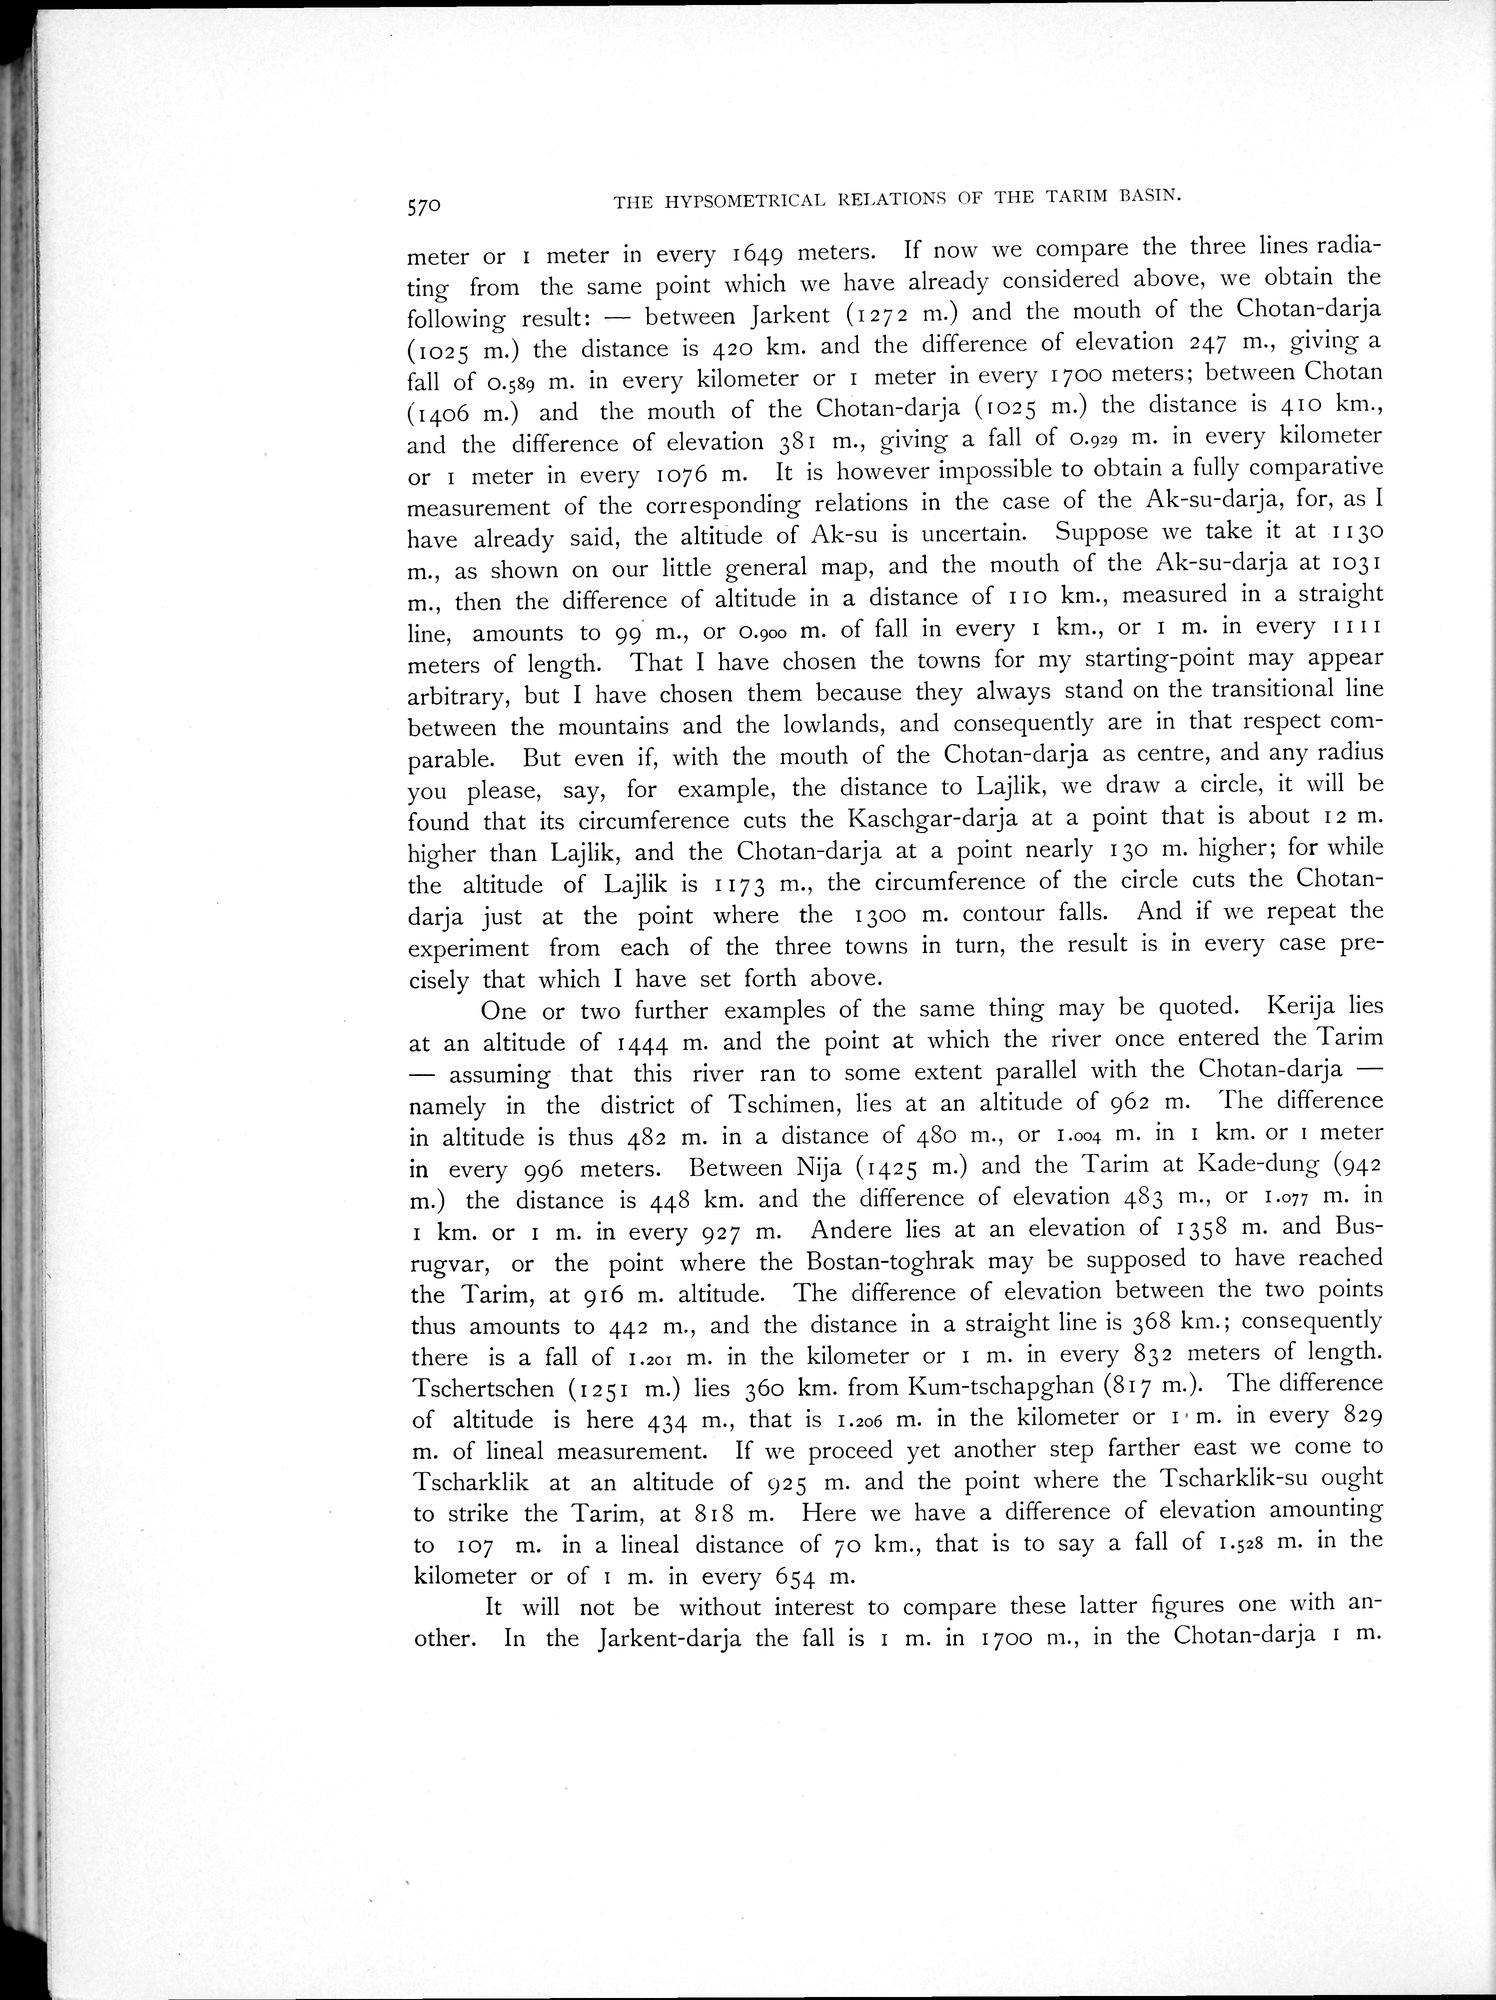 570
THE HYPSOMETRICAL RELATIONS OF THE TARIM BASIN.
meter or 1 meter in every 1649 meters. If now we compare the three lines radia-
ting from the same point which we have already considered above, we obtain the
following result: — between Jarkent (1272 m.) and the mouth of the Chotan-darja
(1025 m.) the distance is 420 km. and the difference of elevation 247 m., giving a
fall of 0.589 m. in every kilometer or 1 meter in every 1700 meters; between Chotan
(1406 m.) and the mouth of the Chotan-darja (1025 m.) the distance is 410 km.,
and the difference of elevation 381 m., giving a fall of 0.929 m. in every kilometer
or 1 meter in every 1076 m. It is however impossible to obtain a fully comparative
measurement of the corresponding relations in the case of the Ak-su-darja, for, as I
have already said, the altitude of Ak-su is uncertain. Suppose we take it at 1130
m., as shown on our little general map, and the mouth of the Ak-su-darja at 1031
m., then the difference of altitude in a distance of 110 km., measured in a straight
line, amounts to 99 m., or 0.900 m. of fall in every 1 km., or 1 m. in every 1111
meters of length. That I have chosen the towns for my starting-point may appear
arbitrary, but I have chosen them because they always stand on the transitional line
between the mountains and the lowlands, and consequently are in that respect com-
parable. But even if, with the mouth of the Chotan-darja as centre, and any radius
you please, say, for example, the distance to Lajlik, we draw a circle, it will be
found that its circumference cuts the Kaschgar-darja at a point that is about 12 m.
higher than Lajlik, and the Chotan-darja at a point nearly 130 m. higher; for while
the altitude of Lajlik is 1173 m., the circumference of the circle cuts the Chotan-
darja just at the point where the 1300 m. contour falls. And if we repeat the
experiment from each of the three towns in turn, the result is in every case pre-
cisely that which I have set forth above.
One or two further examples of the same thing may be quoted. Kerija lies
at an altitude of 1444 m. and the point at which the river once entered the Tarim
— assuming that this river ran to some extent parallel with the Chotan-darja —
namely in the district of Tschimen, lies at an altitude of 962 m. The difference
in altitude is thus 482 m. in a distance of 480 m., or 1.004 m. in 1 km. or 1 meter
in every 996 meters. Between Nija (1425 m.) and the Tarim at Kade-dung (942
m.) the distance is 448 km. and the difference of elevation 483 m., or 1.077 m. in
1 km. or 1 m. in every 927 m. Andere lies at an elevation of 1358 m. and Bus-
rugvar, or the point where the Bostan-toghrak may be supposed to have reached
the Tarim, at 916 m. altitude. The difference of elevation between the two points
thus amounts to 442 m., and the distance in a straight line is 368 km.; consequently
there is a fall of 1.201 m. in the kilometer or 1 m. in every 832 meters of length.
Tschertschen (1251 m.) lies 360 km. from Kum-tschapghan (817 m.). The difference
of altitude is here 434 m., that is 1.206 m. in the kilometer or 1 m. in every 829
m. of lineal measurement. If we proceed yet another step farther east we come to
Tscharklik at an altitude of 925 m. and the point where the Tscharklik-su ought
to strike the Tarim, at 818 m. Here we have a difference of elevation amounting
to 107 m. in a lineal distance of 70 km., that is to say a fall of 1.528 m. in the
kilometer or of 1 m. in every 654 m.
It will not be without interest to compare these latter figures one with an-
other. In the Jarkent-darja the fall is 1 m. in 1700 m., in the Chotan-darja 1 m.